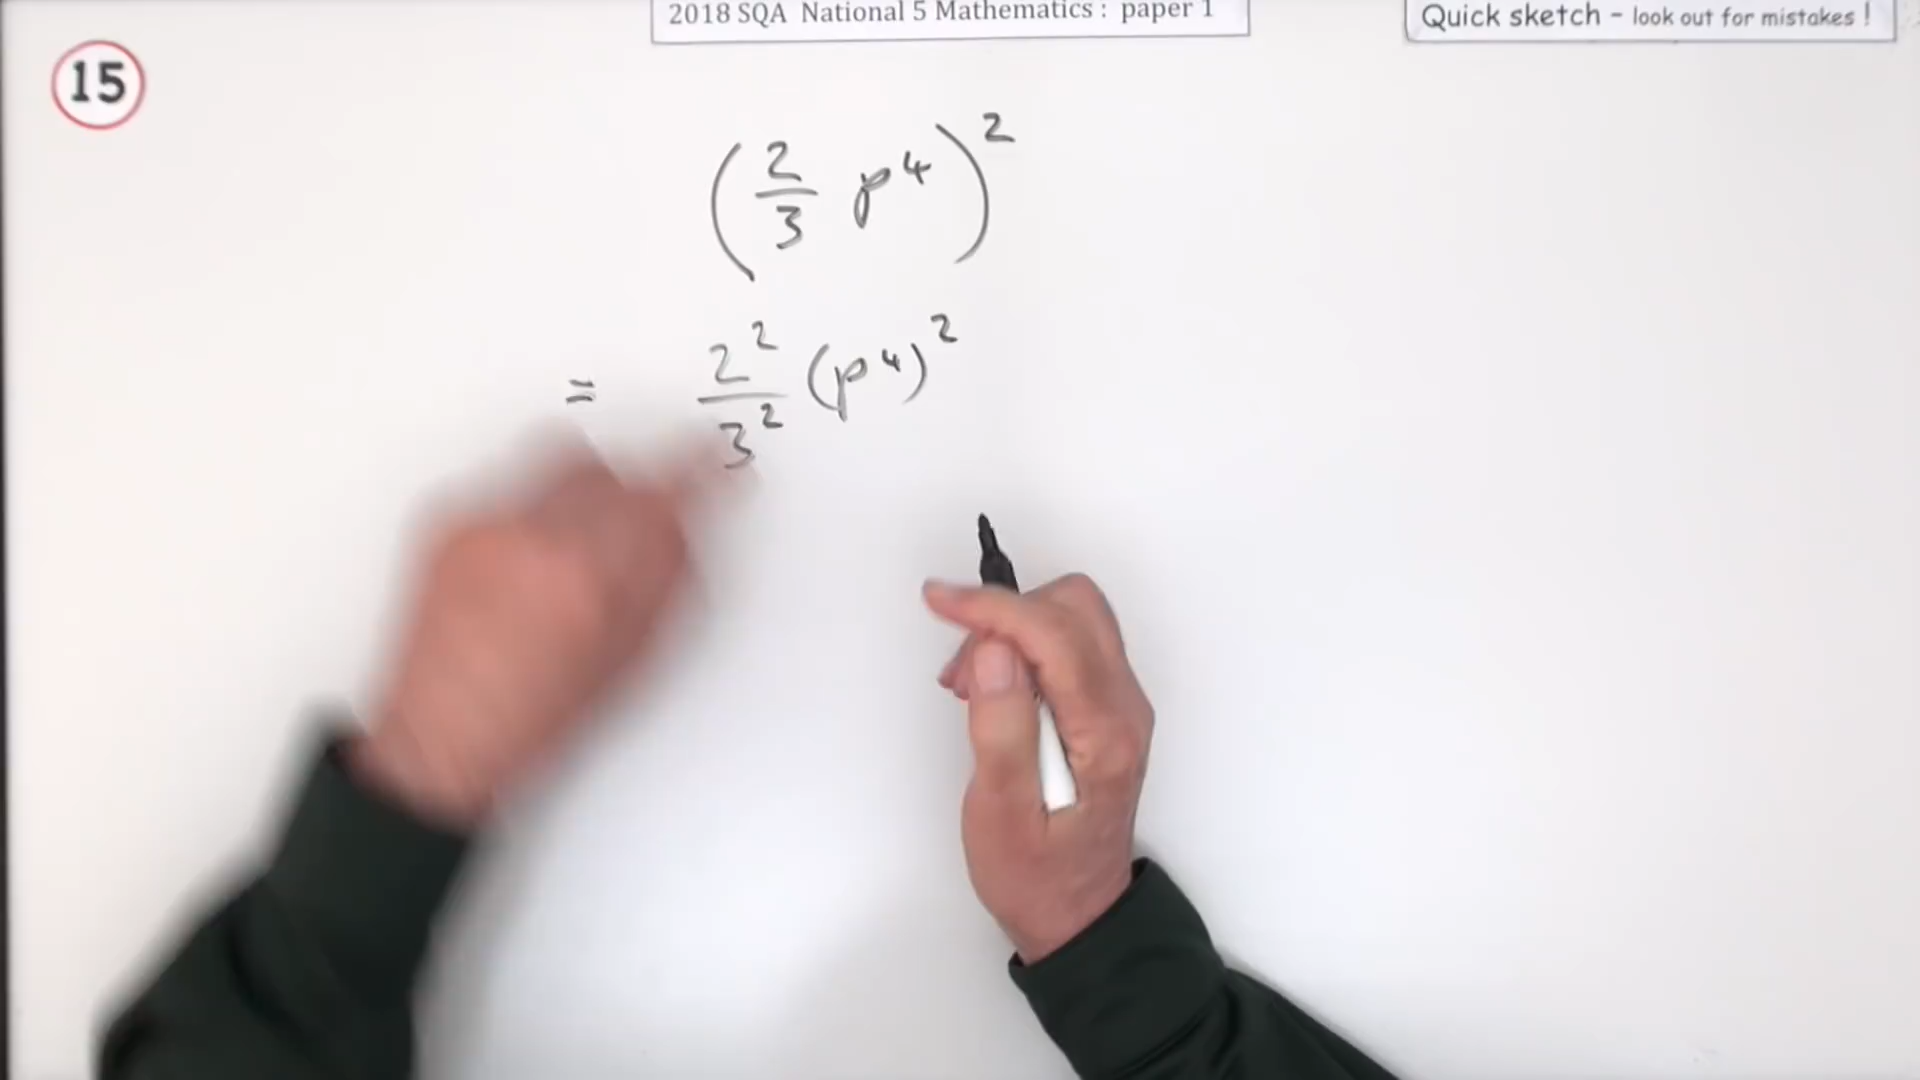 2018 SQA National 5 Mathematics : paper 1
Quick sketch - look out for mistakes !
15
(2/3 p⁴)²
= 2²/3² (p⁴)²